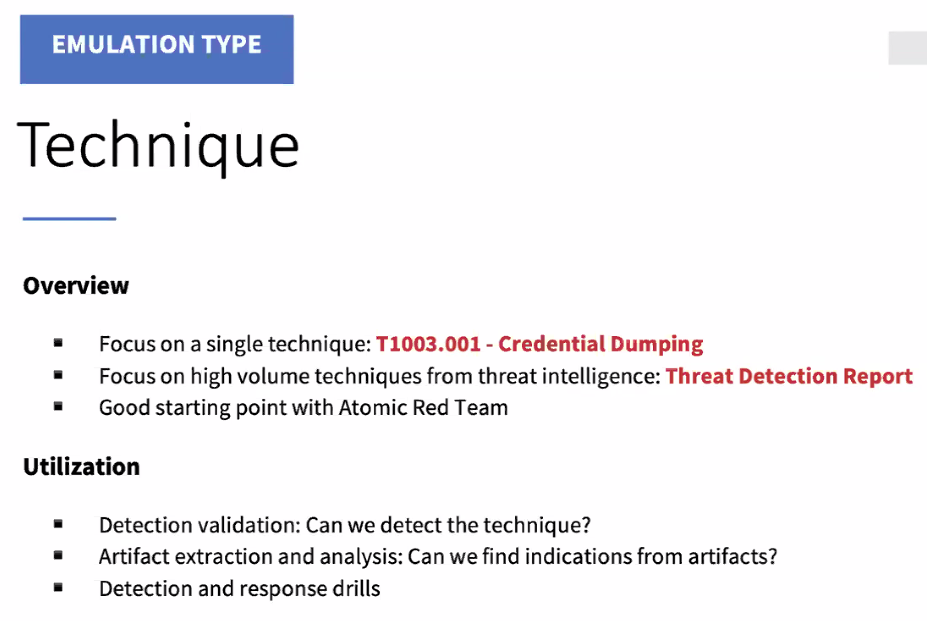 EMULATION TYPE
Technique
Overview
▪ Focus on a single technique: T1003.001 - Credential Dumping
▪ Focus on high volume techniques from threat intelligence: Threat Detection Report
▪ Good starting point with Atomic Red Team
Utilization
▪ Detection validation: Can we detect the technique?
▪ Artifact extraction and analysis: Can we find indications from artifacts?
▪ Detection and response drills